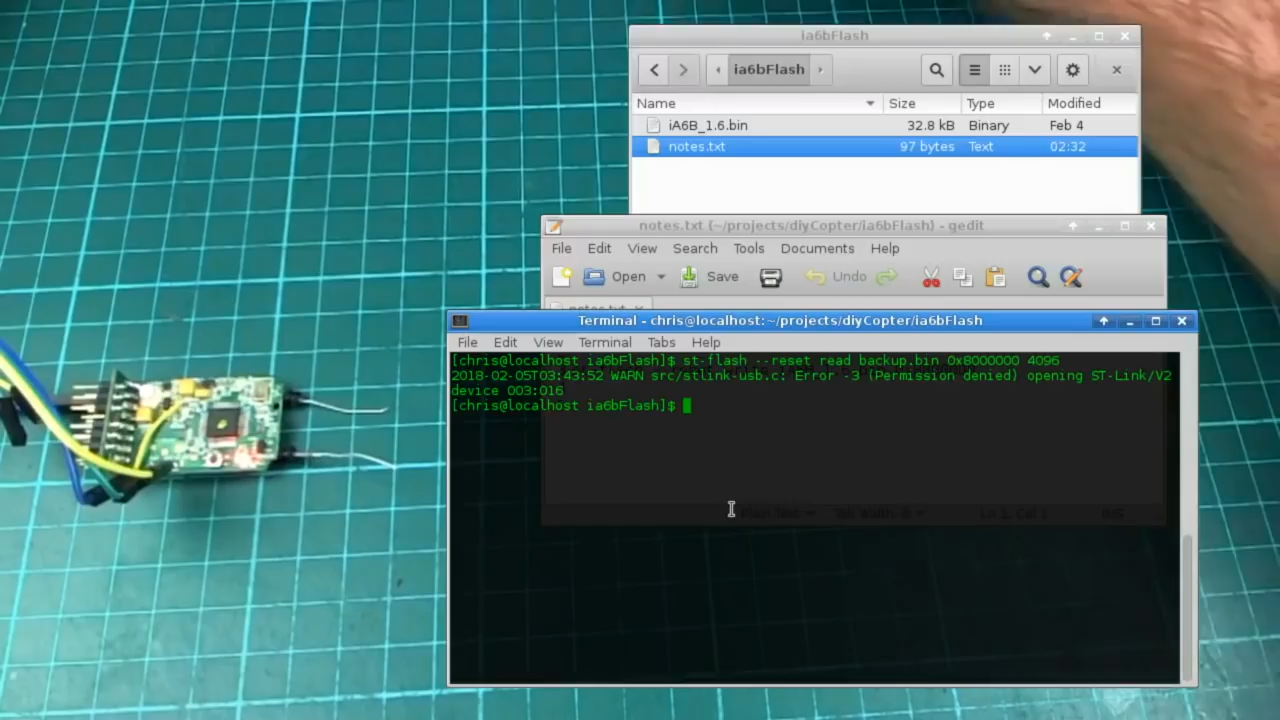 ia6bFlash
ia6bFlash
Name Size Type Modified
iA6B_1.6.bin 32.8 kB Binary Feb 4
notes.txt 97 bytes Text 02:32
notes.txt (~/projects/diyCopter/ia6bFlash) - gedit
File Edit View Search Tools Documents Help
Open Save Undo
notes.txt
Terminal - chris@localhost:~/projects/diyCopter/ia6bFlash
File Edit View Terminal Tabs Help
[chris@localhost ia6bFlash]$ st-flash --reset read backup.bin 0x8000000 4096
2018-02-05T03:43:52 WARN src/stlink-usb.c: Error -3 (Permission denied) opening ST-Link/V2
device 003:016
[chris@localhost ia6bFlash]$